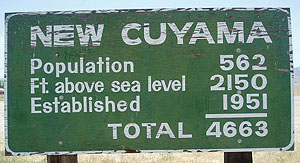 NEW CUYAMA
Population 562
Ft. above sea level 2150
Established 1951
TOTAL 4663